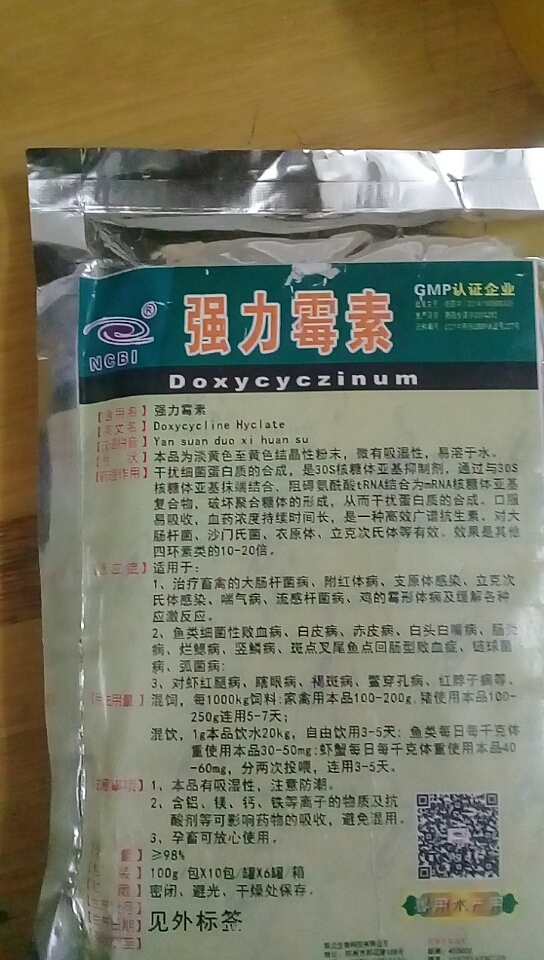 GMP认证企业
强力霉素
®
NCBI
Doxycyczinum
强力霉素
Doxycycline Hyclate
Yan suan duo xi huan su
状】本品为淡黄色至黄色结晶性粉末，微有吸湿性，易溶于水。
药理作用】干扰细菌蛋白质的合成，是30S核糖体亚基抑制剂，通过与30S
核糖体亚基抹端结合、阻碍氨酰酸tRNA结合为mRNA核糖体亚基
复合物，破坏聚合糖体的形成，从而干扰蛋白质的合成。口服
易吸收，血药浓度持续时间长，是一种高效广谱抗生素。对大
肠杆菌、沙门氏菌、衣原体、立克次氏体等有效。效果是其他
四环素类的10-20倍。
应症】适用于：
1、治疗畜禽的大肠杆菌病、附红体病、支原体感染、立克次
氏体感染、喘气病、流感杆菌病、鸡的霉形体病及缓解各种
应激反应。
2、鱼类细菌性败血病、白皮病、赤皮病、白头白嘴病、肠炎
病、烂鳃病、竖鳞病、斑点叉尾鱼点回肠型败血症、链球菌
病、弧菌病；
3、对虾红腿病、瞎眼病、褐斑病、鳖穿孔病、红脖子病等。
用量】混饲，每1000kg饲料：家禽用本品100-200g，猪使用本品100-
250g连用5-7天；
混饮，1g本品饮水20kg，自由饮用3-5天；鱼类每日每千克体
重使用本品30-50mg；虾蟹每日每千克体重使用本品40
-60mg，分两次投喂，连用3-5天。
1、本品有吸湿性，注意防潮。
2、含铝、镁、钙、铁等离子的物质及抗
酸剂等可影响药物的吸收，避免混用。
3、孕畜可放心使用。
≥98%
100g/包X10包/罐X6罐/箱
密闭、避光、干燥处保存。
见外标签